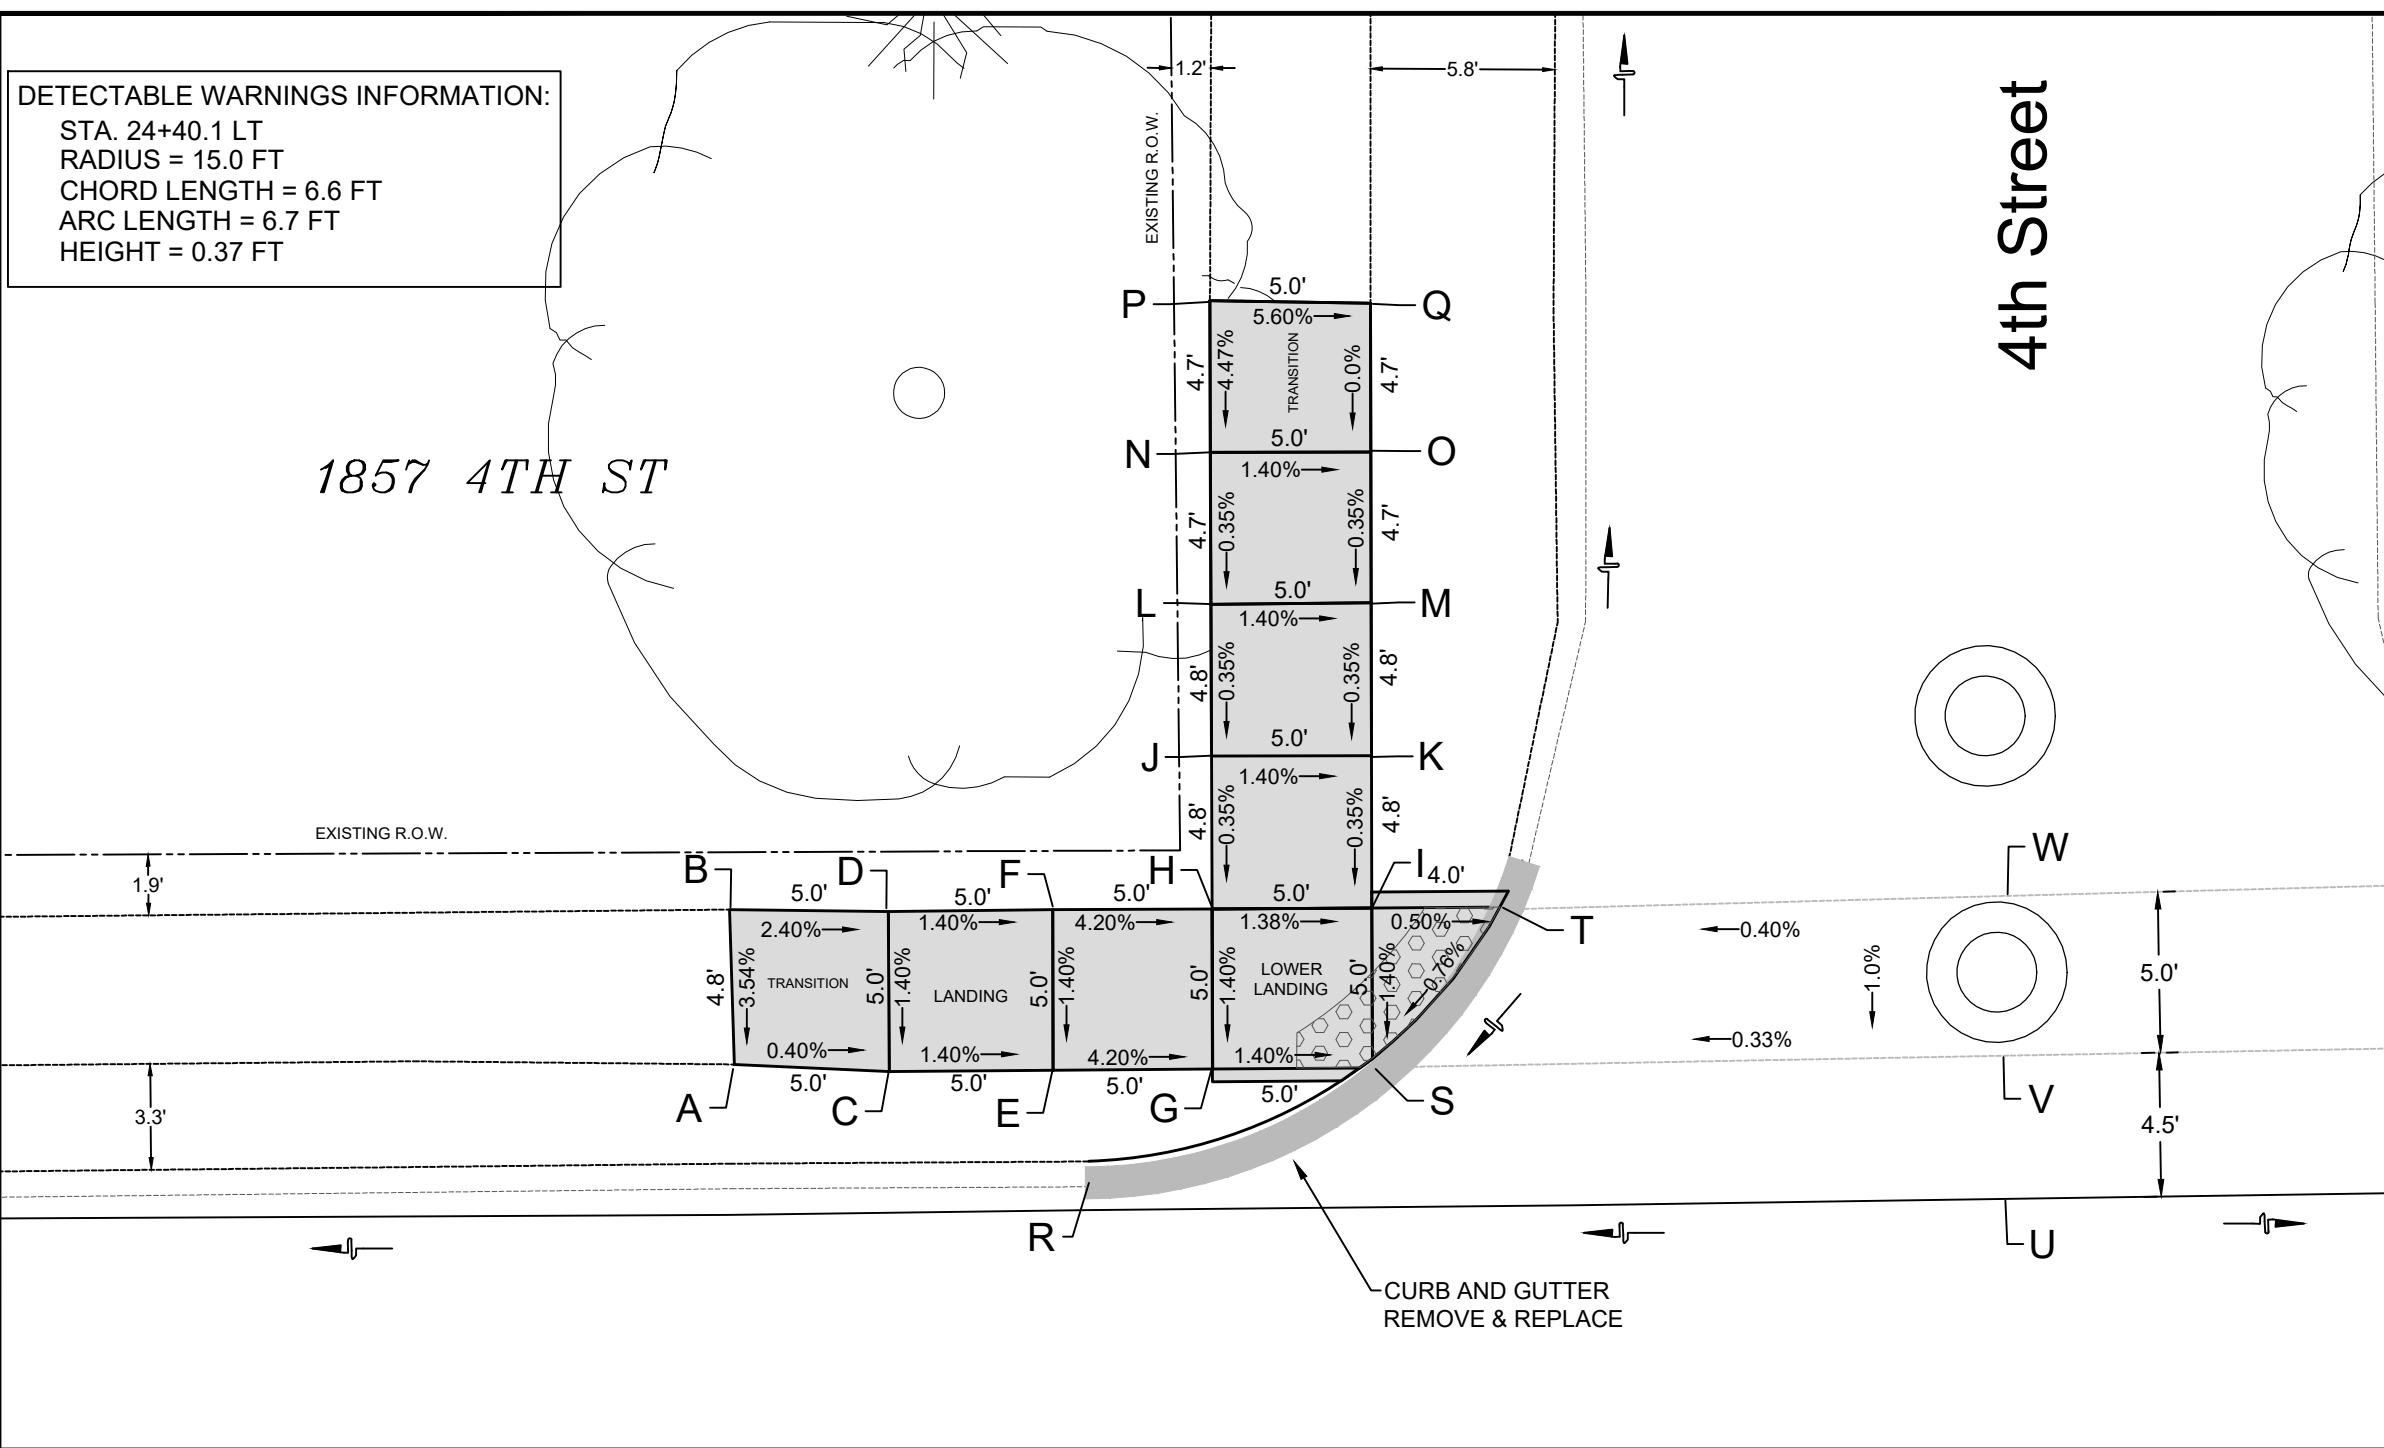 DETECTABLE WARNINGS INFORMATION:
STA. 24+40.1 LT
RADIUS = 15.0 FT
CHORD LENGTH = 6.6 FT
ARC LENGTH = 6.7 FT
HEIGHT = 0.37 FT
1.2'
5.8'
EXISTING R.O.W.
4th Street
1857 4TH ST
P
5.0'
Q
5.60%
4.7'
4.47%
TRANSITION
0.0%
4.7'
N
5.0'
O
1.40%
4.7'
0.35%
0.35%
4.7'
L
5.0'
M
1.40%
4.8'
0.35%
0.35%
4.8'
J
5.0'
K
1.40%
4.8'
0.35%
0.35%
4.8'
EXISTING R.O.W.
1.9'
B
5.0'
D
5.0'
F
5.0'
H
5.0'
I
4.0'
W
2.40%
1.40%
4.20%
1.38%
0.50%
T
0.40%
4.8'
3.54%
TRANSITION
5.0'
1.40%
LANDING
5.0'
1.40%
5.0'
1.40%
LOWER
LANDING
5.0'
1.40%
0.76%
1.0%
5.0'
0.40%
1.40%
4.20%
1.40%
0.33%
A
5.0'
C
5.0'
E
5.0'
G
5.0'
S
V
3.3'
4.5'
R
U
CURB AND GUTTER
REMOVE & REPLACE